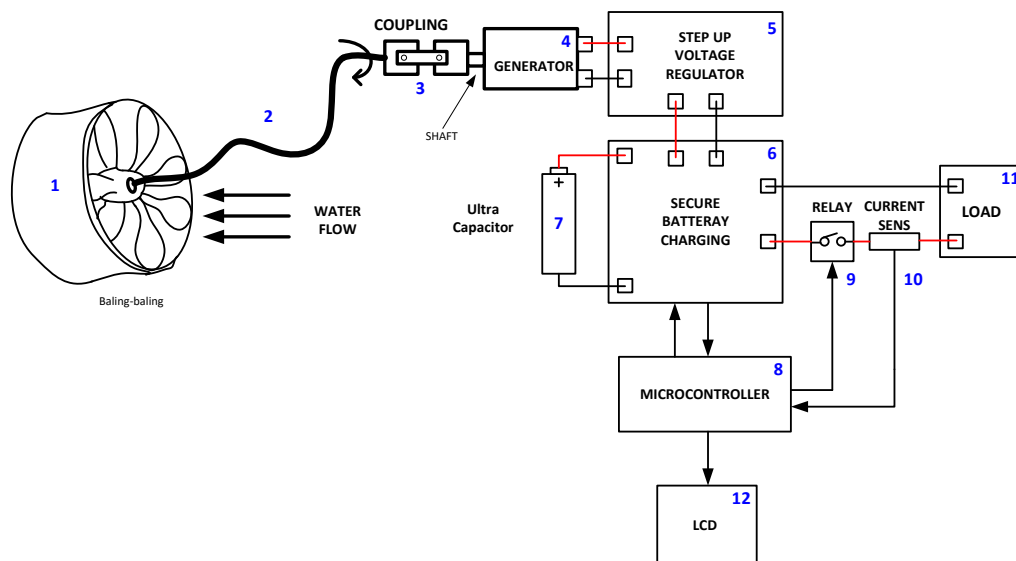 COUPLING
5
STEP UP
VOLTAGE
REGULATOR
4
GENERATOR
3
SHAFT
2
1
WATER
FLOW
Baling-baling
6
SECURE
BATTERAY
CHARGING
+
7
Ultra
Capacitor
11
LOAD
RELAY
CURRENT
SENS
9
10
8
MICROCONTROLLER
12
LCD